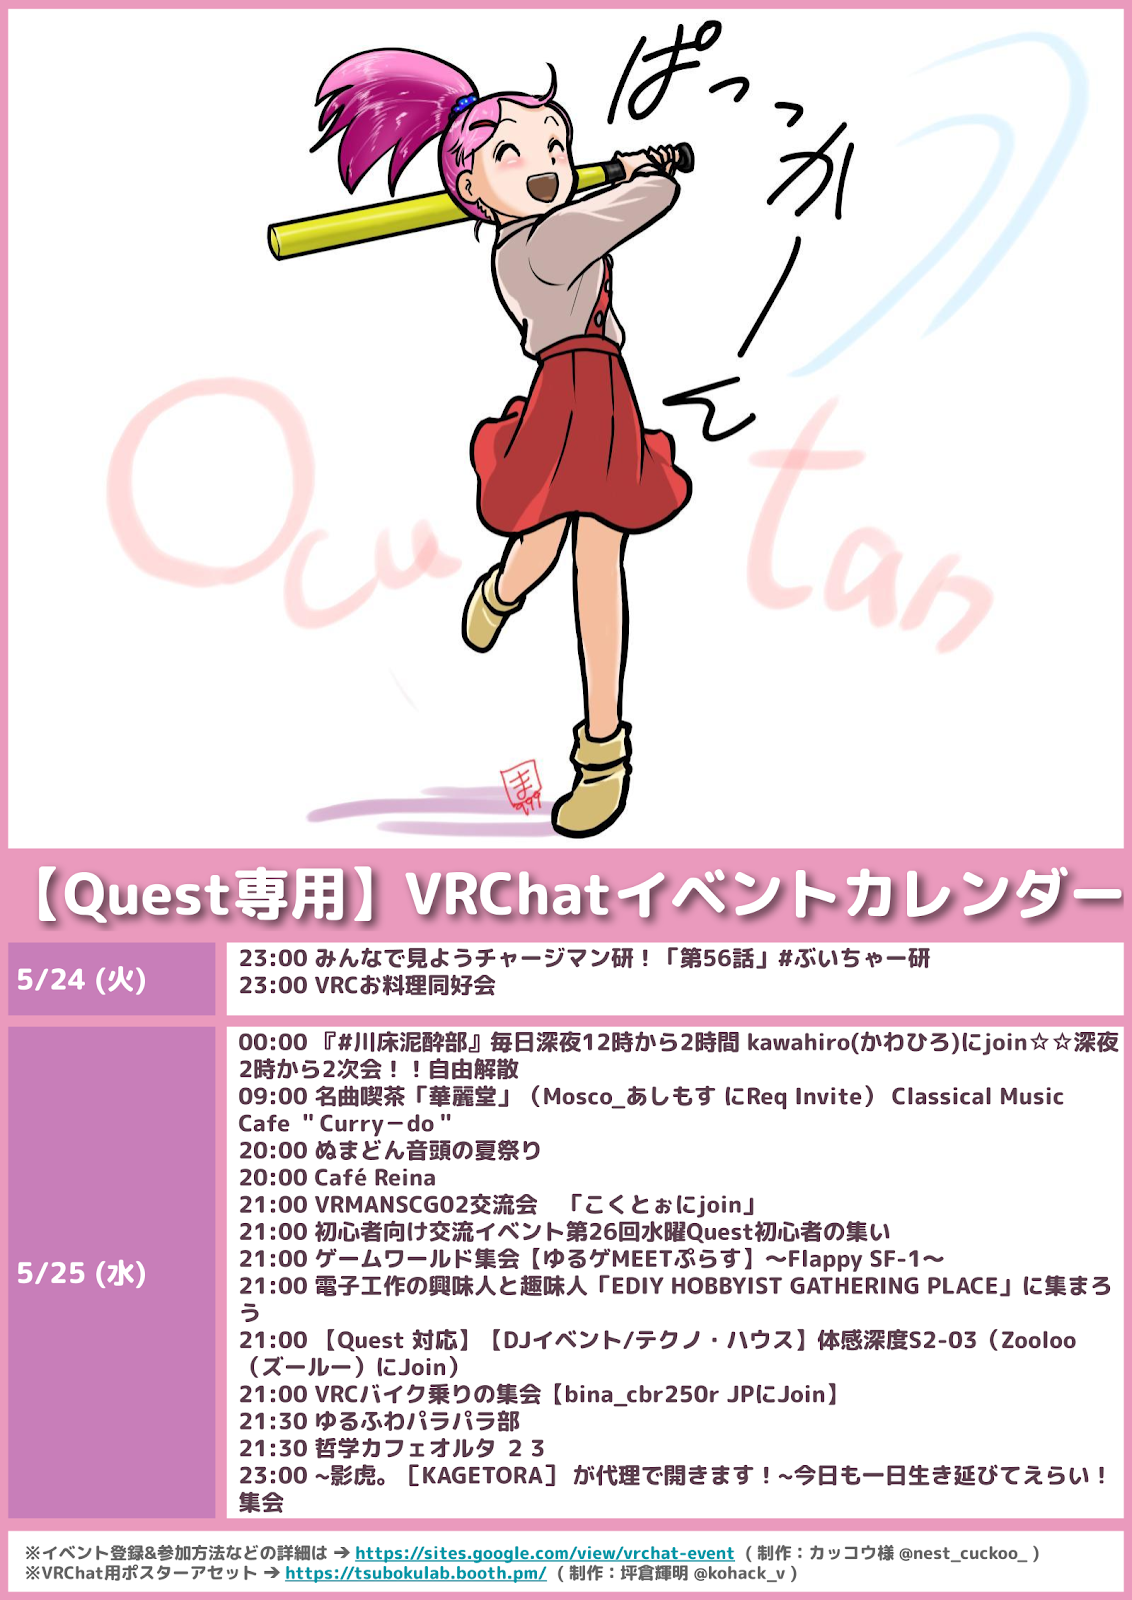 ぱっっかーん
Ocu tan
ま
999
【Quest専用】VRChatイベントカレンダー
5/24 (火)
23:00 みんなで見ようチャージマン研！「第56話」#ぶいちゃー研
23:00 VRCお料理同好会
5/25 (水)
00:00 『#川床泥酔部』毎日深夜12時から2時間 kawahiro(かわひろ)にjoin☆☆深夜
2時から2次会！！自由解散
09:00 名曲喫茶「華麗堂」（Mosco_あしもす にReq Invite） Classical Music
Cafe ＂Curry－do＂
20:00 ぬまどん音頭の夏祭り
20:00 Café Reina
21:00 VRMANSCG02交流会　「こくとぉにjoin」
21:00 初心者向け交流イベント第26回水曜Quest初心者の集い
21:00 ゲームワールド集会【ゆるゲMEETぷらす】～Flappy SF-1～
21:00 電子工作の興味人と趣味人「EDIY HOBBYIST GATHERING PLACE」に集まろ
う
21:00 【Quest 対応】【DJイベント/テクノ・ハウス】体感深度S2-03（Zooloo
（ズールー）にJoin）
21:00 VRCバイク乗りの集会【bina_cbr250r JPにJoin】
21:30 ゆるふわパラパラ部
21:30 哲学カフェオルタ ２３
23:00 ~影虎。［KAGETORA］ が代理で開きます！~今日も一日生き延びてえらい！
集会
※イベント登録&参加方法などの詳細は ➔ https://sites.google.com/view/vrchat-event ( 制作：カッコウ様 @nest_cuckoo_ )
※VRChat用ポスターアセット ➔ https://tsubokulab.booth.pm/ ( 制作：坪倉輝明 @kohack_v )